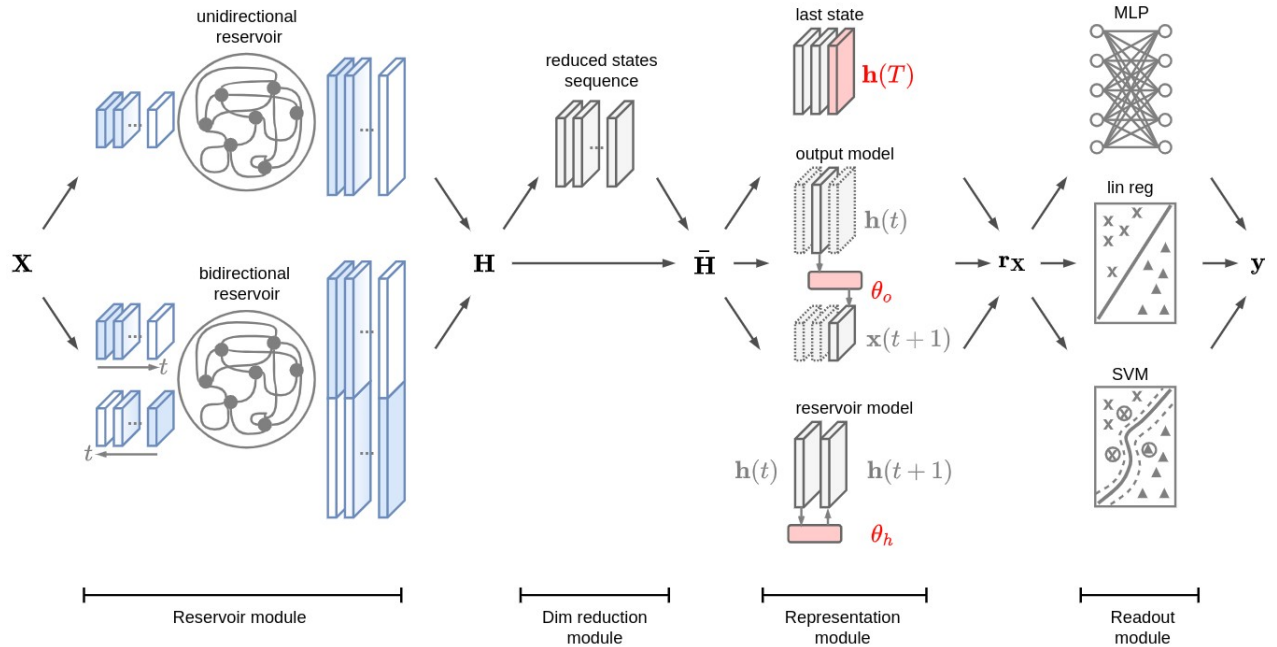 unidirectional
reservoir
...
...
X
bidirectional
reservoir
...
t
...
t
...
...
H
reduced states
sequence
...
H̄
last state
h(T)
output model
h(t)
θₒ
x(t+1)
reservoir model
h(t)
h(t+1)
θₕ
r_X
MLP
lin reg
X
X
X
X
X
SVM
X
X
X
X
X
y
Reservoir module
Dim reduction
module
Representation
module
Readout
module